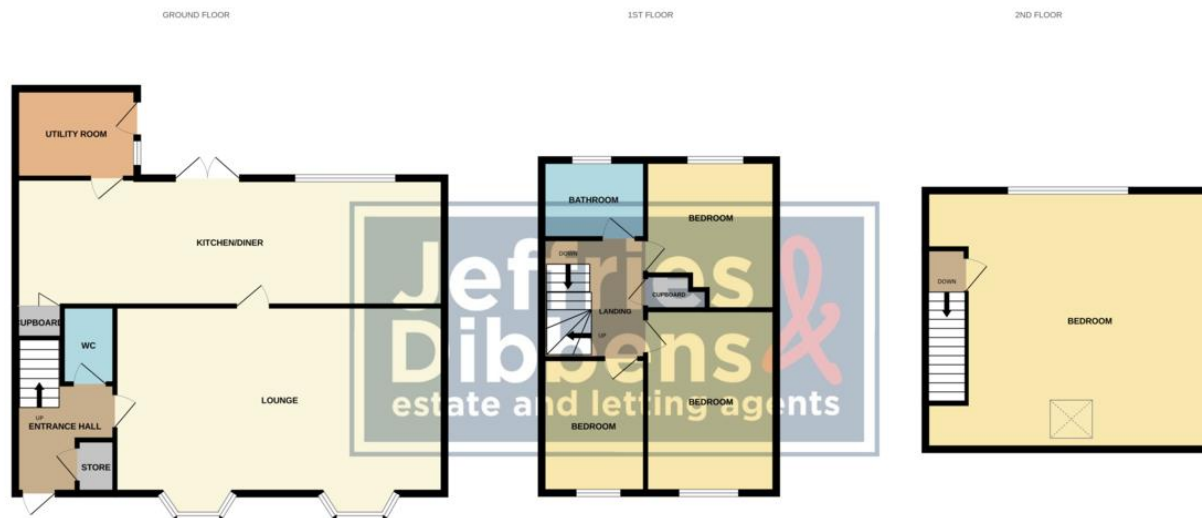 GROUND FLOOR
1ST FLOOR
2ND FLOOR
UTILITY ROOM
KITCHEN/DINER
CUPBOARD
WC
LOUNGE
UP
ENTRANCE HALL
STORE
BATHROOM
BEDROOM
DOWN
CUPBOARD
LANDING
UP
BEDROOM
BEDROOM
DOWN
BEDROOM
Jeffries &
Dibbens
estate and letting agents